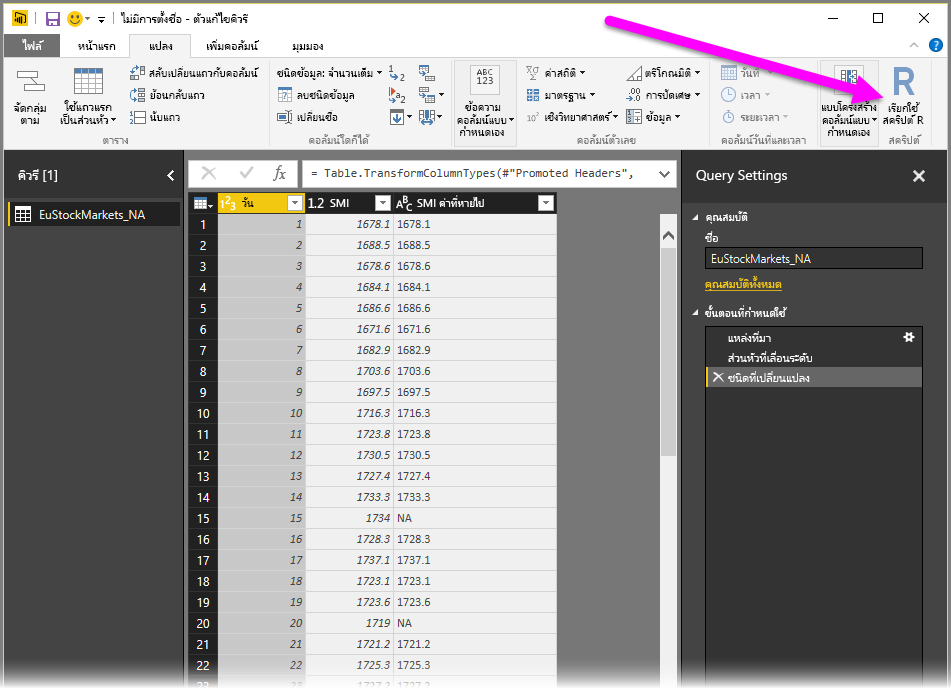 ไม่มีการตั้งชื่อ - ตัวแก้ไขคิวรี
ไฟล์ หน้าแรก แปลง เพิ่มคอลัมน์ มุมมอง
จัดกลุ่ม
ตาม
ใช้แถวแรก
เป็นส่วนหัว
สลับเปลี่ยนแถวกับคอลัมน์
ย้อนกลับแถว
นับแถว
ตาราง
ชนิดข้อมูล: จำนวนเต็ม
ลบชนิดข้อมูล
เปลี่ยนชื่อ
คอลัมน์ใดก็ได้
ABC
123
ข้อความ
คอลัมน์แบบ
กำหนดเอง
ค่าสถิติ
มาตรฐาน
เชิงวิทยาศาสตร์
ตรีโกณมิติ
การปัดเศษ
ข้อมูล
คอลัมน์ตัวเลข
วันที่
เวลา
ระยะเวลา
คอลัมน์วันที่และเวลา
แบบโครงสร้าง
คอลัมน์แบบ
กำหนดเอง
R
เรียกใช้
สคริปต์ R
สคริปต์
คิวรี [1]
EuStockMarkets_NA
fx = Table.TransformColumnTypes(#"Promoted Headers",
123 วัน 1.2 SMI ABC SMI ค่าที่หายไป
1 1 1678.1 1678.1
2 2 1688.5 1688.5
3 3 1678.6 1678.6
4 4 1684.1 1684.1
5 5 1686.6 1686.6
6 6 1671.6 1671.6
7 7 1682.9 1682.9
8 8 1703.6 1703.6
9 9 1697.5 1697.5
10 10 1716.3 1716.3
11 11 1723.8 1723.8
12 12 1730.5 1730.5
13 13 1727.4 1727.4
14 14 1733.3 1733.3
15 15 1734 NA
16 16 1728.3 1728.3
17 17 1737.1 1737.1
18 18 1723.1 1723.1
19 19 1723.6 1723.6
20 20 1719 NA
21 21 1721.2 1721.2
22 22 1725.3 1725.3
Query Settings
คุณสมบัติ
ชื่อ
EuStockMarkets_NA
คุณสมบัติทั้งหมด
ขั้นตอนที่กำหนดใช้
แหล่งที่มา
ส่วนหัวที่เลื่อนระดับ
ชนิดที่เปลี่ยนแปลง